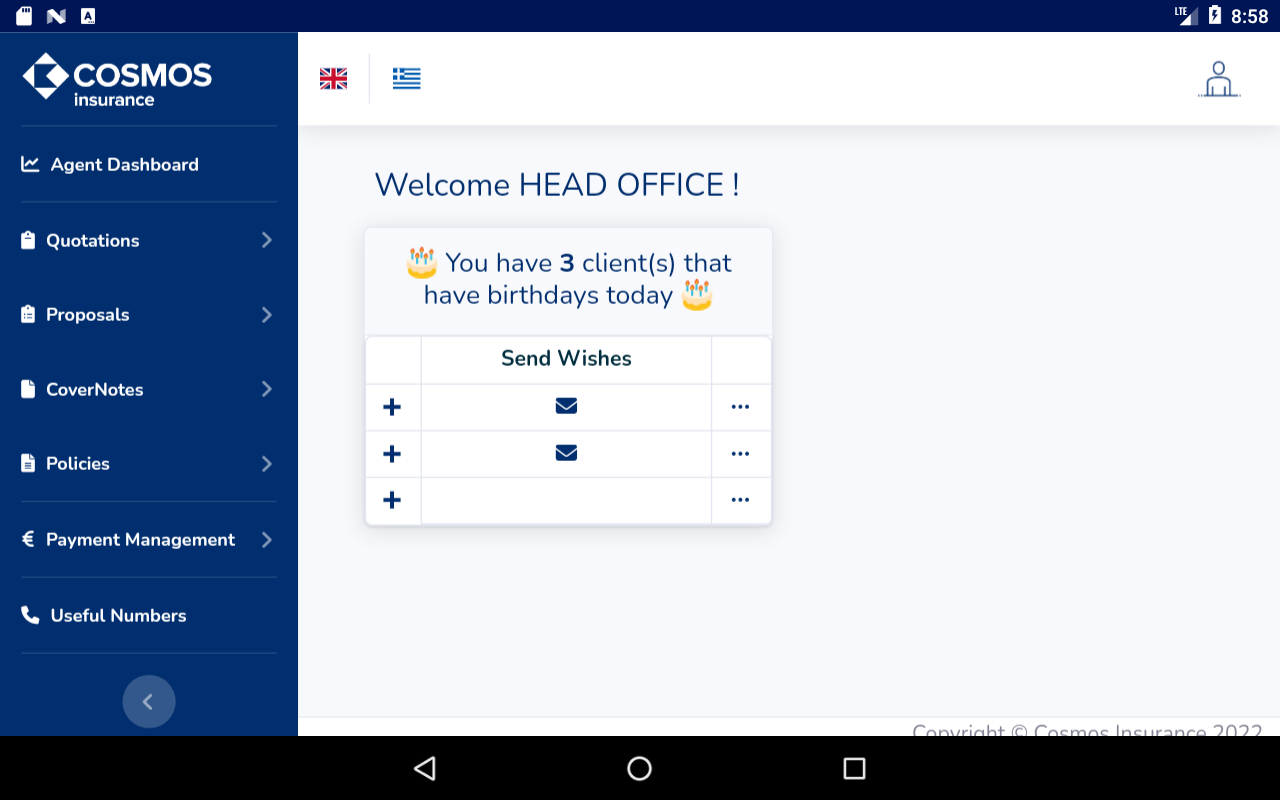 LTE 8:58
COSMOS
insurance
Agent Dashboard
Quotations
Proposals
CoverNotes
Policies
Payment Management
Useful Numbers
Welcome HEAD OFFICE !
You have 3 client(s) that
have birthdays today
Send Wishes
Copyright © Cosmos Insurance 2022